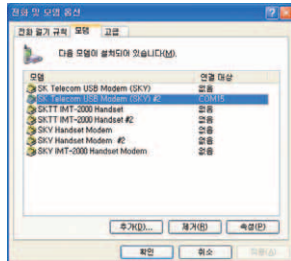 전화 및 모뎀 옵션
전화 걸기 규칙 모뎀 고급
다음 모뎀이 설치되어 있습니다(M).
모뎀 연결 대상
SK Telecom USB Modem (SKY) 없음
SK Telecom USB Modem (SKY) #2 COM15
SKTT IMT-2000 Handset 없음
SKTT IMT-2000 Handset #2 없음
SKY Handset Modem 없음
SKY Handset Modem #2 없음
SKY IMT-2000 Handset Modem 없음
추가(D)... 제거(R) 속성(P)
확인 취소 적용(A)